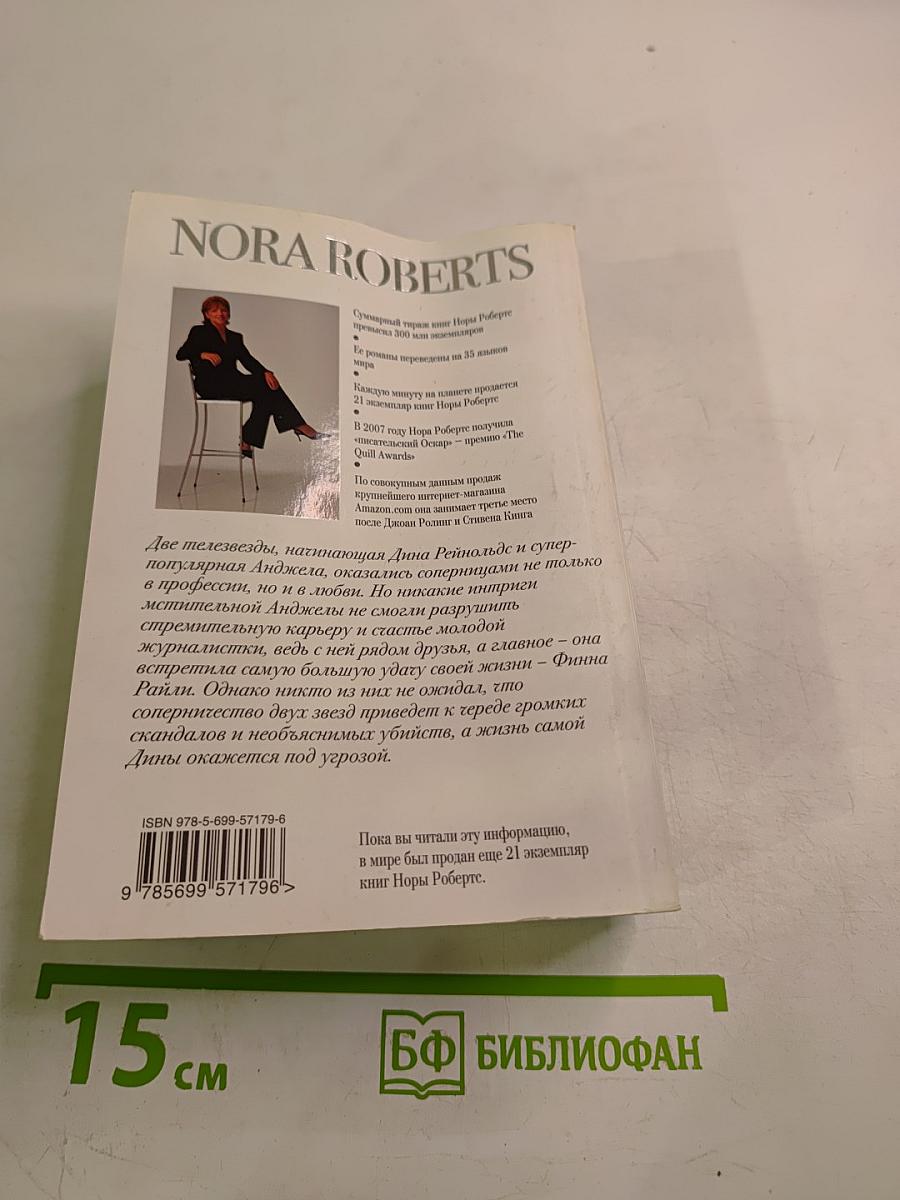 NORA ROBERTS
Суммарный тираж книг Норы Робертс
превысил 300 млн экземпляров
•
Ее романы переведены на 35 языков
мира
•
Каждую минуту на планете продается
21 экземпляр книг Норы Робертс
•
В 2007 году Нора Робертс получила
«писательский Оскар» – премию «The
Quill Awards»
•
По совокупным данным продаж
крупнейшего интернет-магазина
Amazon.com она занимает третье место
после Джоан Ролинг и Стивена Кинга
Две телезвезды, начинающая Дина Рейнольдс и супер-
популярная Анджела, оказались соперницами не только
в профессии, но и в любви. Но никакие интриги
мстительной Анджелы не смогли разрушить
стремительную карьеру и счастье молодой
журналистки, ведь с ней рядом друзья, а главное – она
встретила самую большую удачу своей жизни – Финна
Райли. Однако никто из них не ожидал, что
соперничество двух звезд приведет к череде громких
скандалов и необъяснимых убийств, а жизнь самой
Дины окажется под угрозой.
ISBN 978-5-699-57179-6
9 785699 571796 >
Пока вы читали эту информацию,
в мире был продан еще 21 экземпляр
книг Норы Робертс.
15 см
БФ БИБЛИОФАН